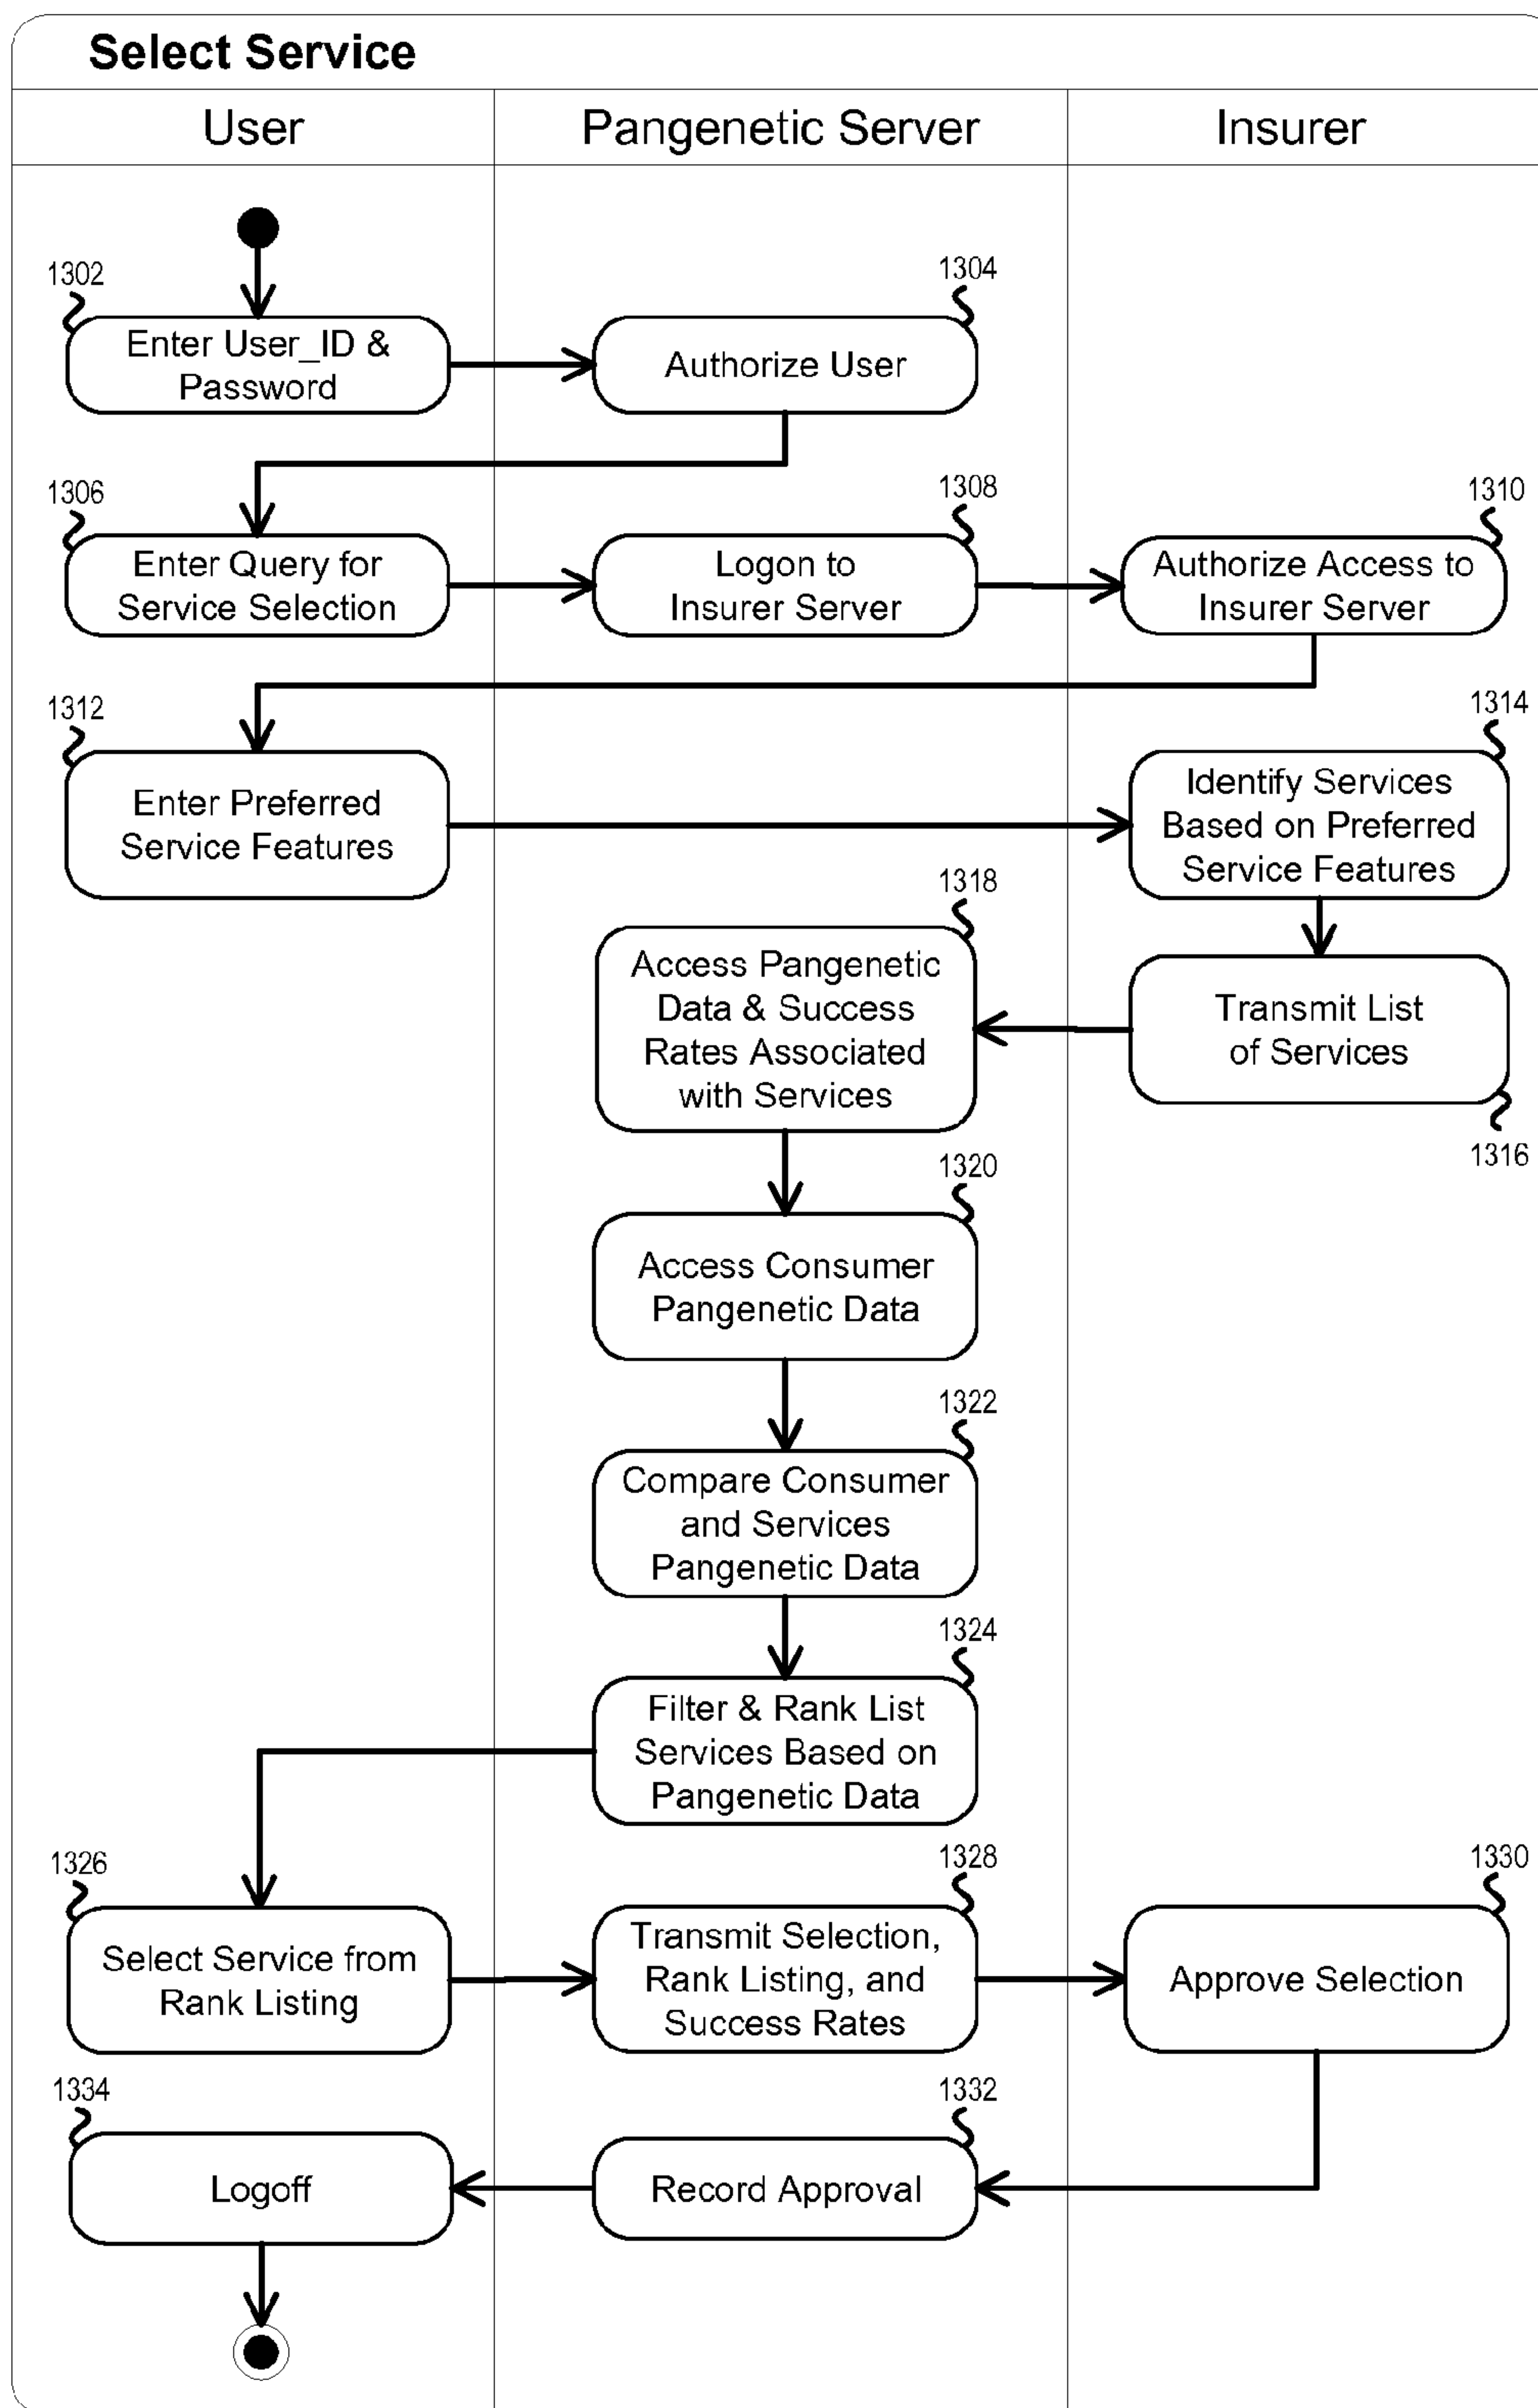 Select Service
User
Pangenetic Server
Insurer
1302
Enter User_ID &
Password
1304
Authorize User
1306
Enter Query for
Service Selection
1308
Logon to
Insurer Server
1310
Authorize Access to
Insurer Server
1312
Enter Preferred
Service Features
1314
Identify Services
Based on Preferred
Service Features
Transmit List
of Services
1316
1318
Access Pangenetic
Data & Success
Rates Associated
with Services
1320
Access Consumer
Pangenetic Data
1322
Compare Consumer
and Services
Pangenetic Data
1324
Filter & Rank List
Services Based on
Pangenetic Data
1326
Select Service from
Rank Listing
1328
Transmit Selection,
Rank Listing, and
Success Rates
1330
Approve Selection
1332
Record Approval
1334
Logoff